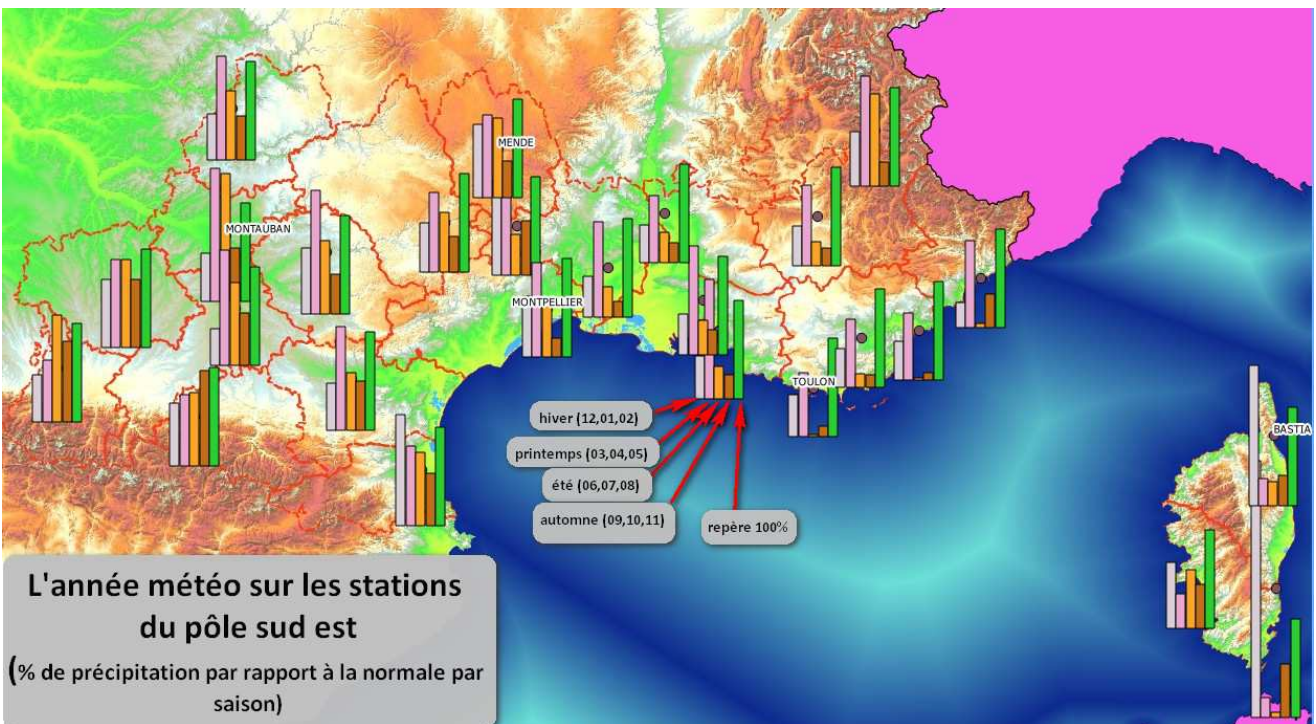 MENDE
MONTAUBAN
MONTPELLIER
TOULON
BASTIA
hiver (12,01,02)
printemps (03,04,05)
été (06,07,08)
automne (09,10,11)
repère 100%
L'année météo sur les stations
du pôle sud est
(% de précipitation par rapport à la normale par
saison)